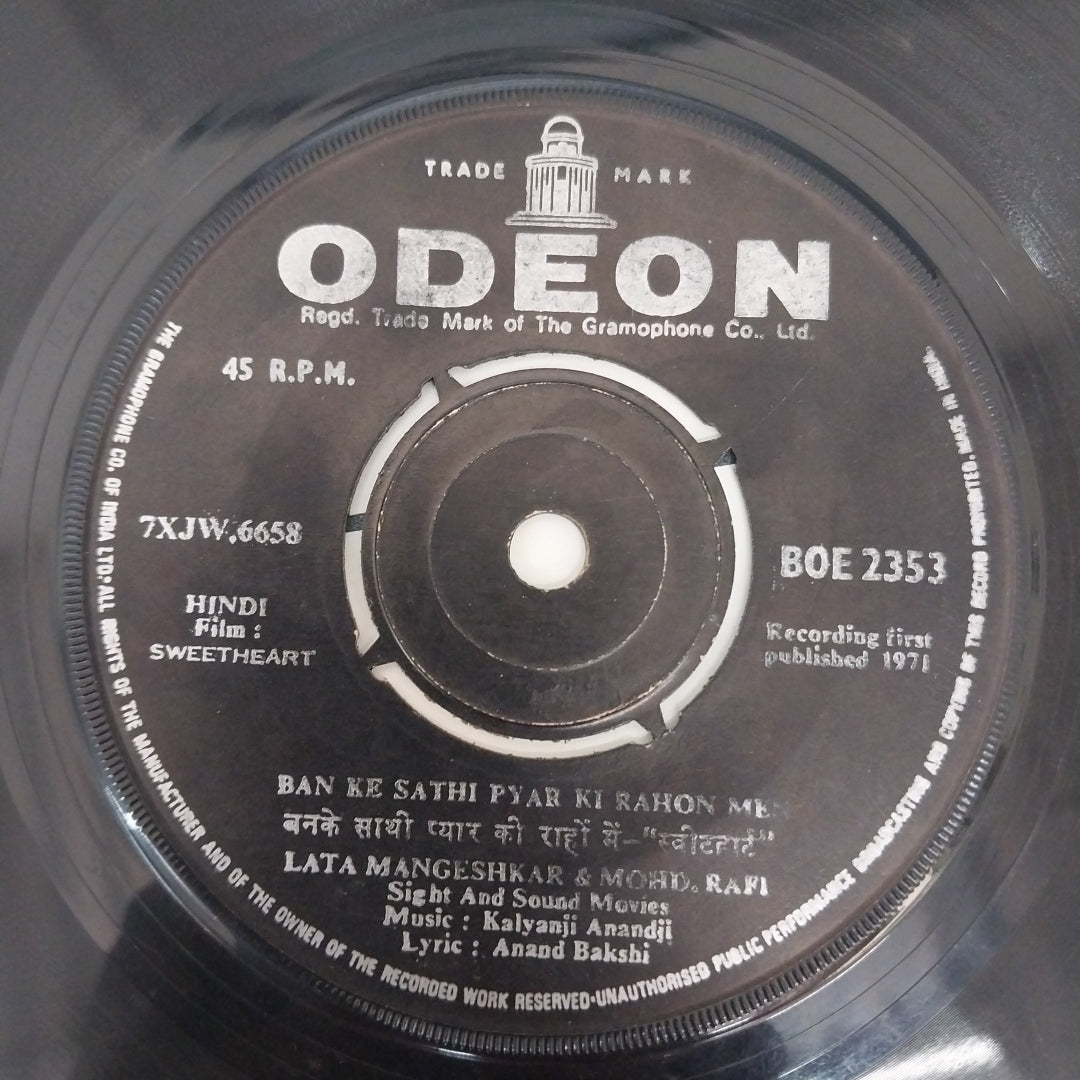 TRADE MARK
ODEON
Regd. Trade Mark of The Gramophone Co., Ltd.
45 R.P.M.
7XJW.6658
BOE 2353
HINDI
Film :
SWEETHEART
Recording first
published 1971
BAN KE SATHI PYAR KI RAHON MEN
बनके साथी प्यार की राहों में-"स्वीटहार्ट"
LATA MANGESHKAR & MOHD. RAFI
Sight And Sound Movies
Music : Kalyanji Anandji
Lyric : Anand Bakshi
THE GRAMOPHONE CO. OF INDIA LTD. ALL RIGHTS OF THE MANUFACTURER AND OF THE OWNER OF THE RECORDED WORK RESERVED·UNAUTHORISED PUBLIC PERFORMANCE BROADCASTING AND COPYING OF THIS RECORD PROHIBITED. MADE IN INDIA.